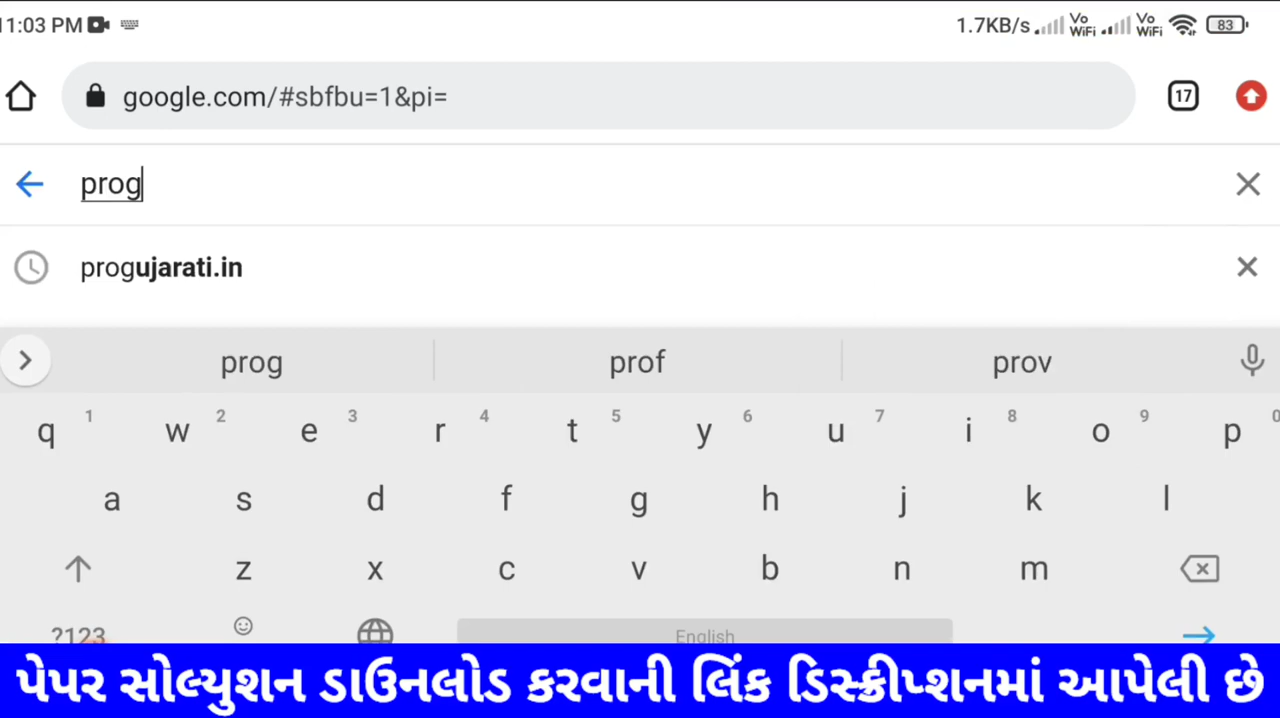 11:03 PM
1.7KB/s Vo WiFi Vo WiFi 83
google.com/#sbfbu=1&pi=
17
prog
progujarati.in
prog prof prov
q 1 w 2 e 3 r 4 t 5 y 6 u 7 i 8 o 9 p 0
a s d f g h j k l
z x c v b n m
?123 English
પેપર સોલ્યુશન ડાઉનલોડ કરવાની લિંક ડિસ્ક્રીપ્શનમાં આપેલી છે